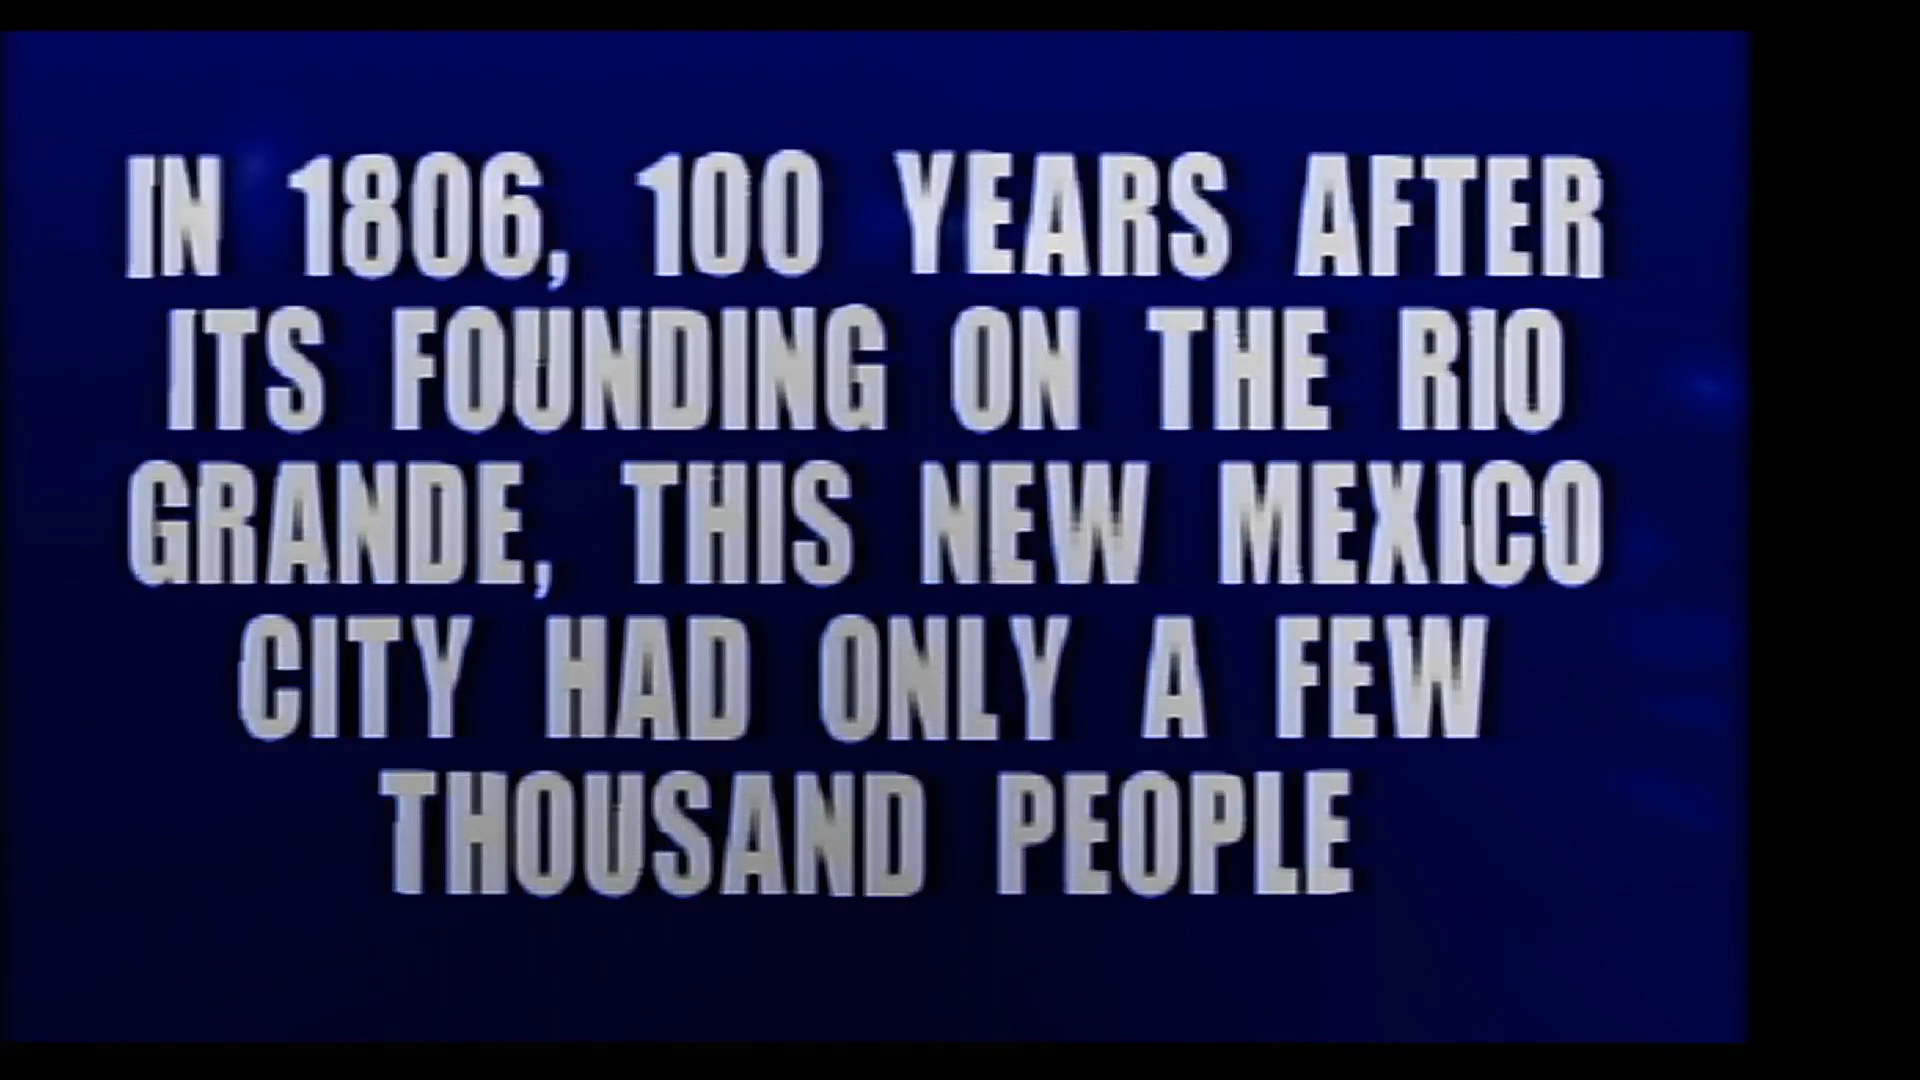 IN 1806, 100 YEARS AFTER
ITS FOUNDING ON THE RIO
GRANDE, THIS NEW MEXICO
CITY HAD ONLY A FEW
THOUSAND PEOPLE